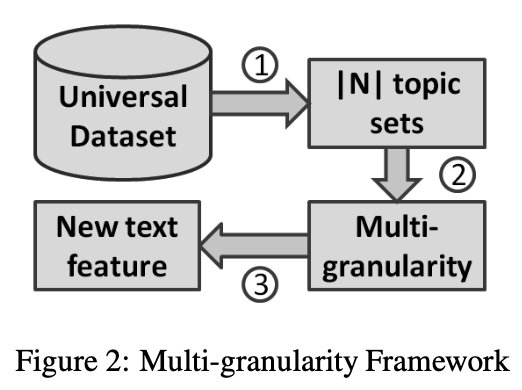 Universal
Dataset
①
|N| topic
sets
②
Multi-
granularity
③
New text
feature
Figure 2: Multi-granularity Framework